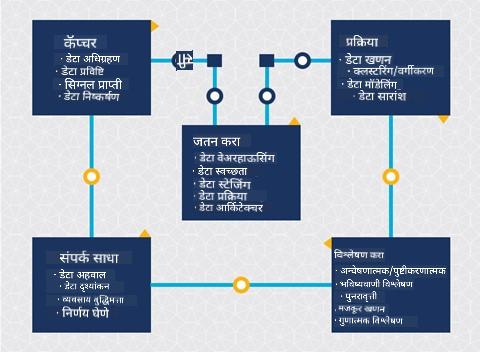 कॅप्चर
· डेटा अधिग्रहण
· डेटा प्रविष्टि
· सिग्नल प्राप्ती
· डेटा निष्कर्षण
प्रक्रिया
· डेटा खणन
· क्लस्टरिंग/वर्गीकरण
· डेटा मॉडेलिंग
· डेटा सारांश
जतन करा
· डेटा वेअरहाऊसिंग
· डेटा स्वच्छता
· डेटा स्टेजिंग
· डेटा प्रक्रिया
· डेटा आर्किटेक्चर
संपर्क साधा
· डेटा अहवाल
· डेटा दृश्यांकन
· व्यवसाय बुद्धिमत्ता
· निर्णय घेणे
विश्लेषण करा
· अन्वेषणात्मक/पुष्टीकरणात्मक
· भविष्यवाणी विश्लेषण
· पुनरावृत्ती
· मजकूर खणन
· गुणात्मक विश्लेषण